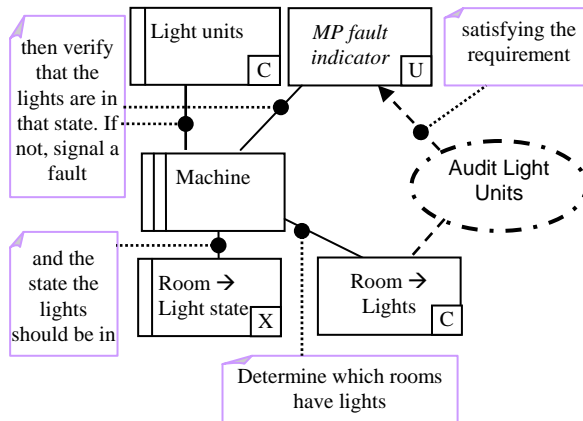 then verify
that the
lights are in
that state. If
not, signal a
fault
Light units
C
MP fault
indicator
U
satisfying the
requirement
Machine
Audit Light
Units
and the
state the
lights
should be in
Room →
Light state
X
Room →
Lights
C
Determine which rooms
have lights